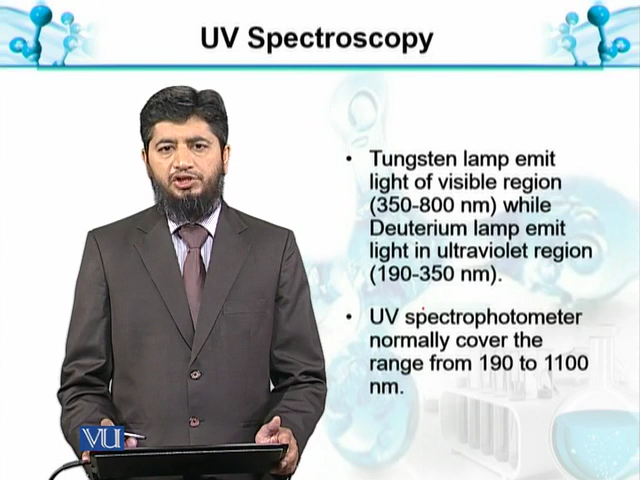 UV Spectroscopy
• Tungsten lamp emit
light of visible region
(350-800 nm) while
Deuterium lamp emit
light in ultraviolet region
(190-350 nm).
• UV spectrophotometer
normally cover the
range from 190 to 1100
nm.
VU